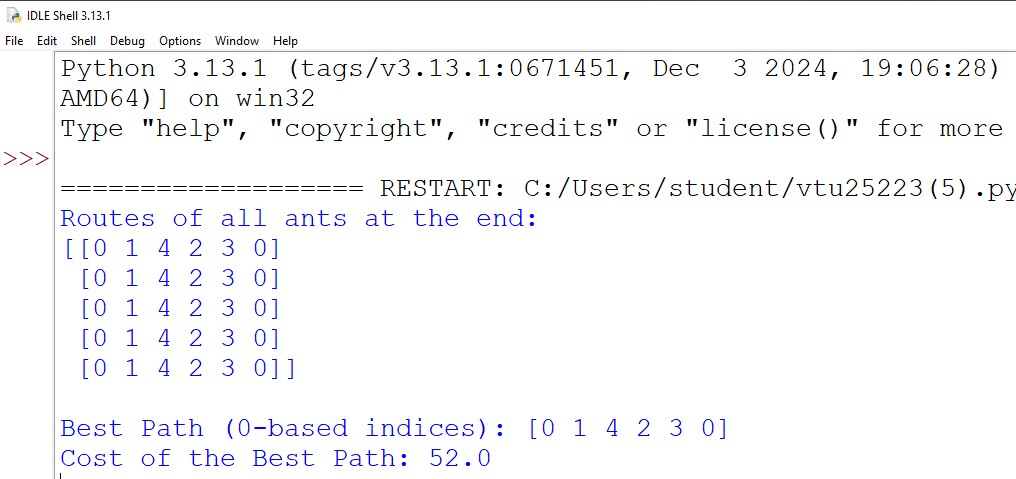 IDLE Shell 3.13.1
File Edit Shell Debug Options Window Help
Python 3.13.1 (tags/v3.13.1:0671451, Dec  3 2024, 19:06:28)
AMD64)] on win32
Type "help", "copyright", "credits" or "license()" for more
>>>
=================== RESTART: C:/Users/student/vtu25223(5).py
Routes of all ants at the end:
[[0 1 4 2 3 0]
 [0 1 4 2 3 0]
 [0 1 4 2 3 0]
 [0 1 4 2 3 0]
 [0 1 4 2 3 0]]
Best Path (0-based indices): [0 1 4 2 3 0]
Cost of the Best Path: 52.0